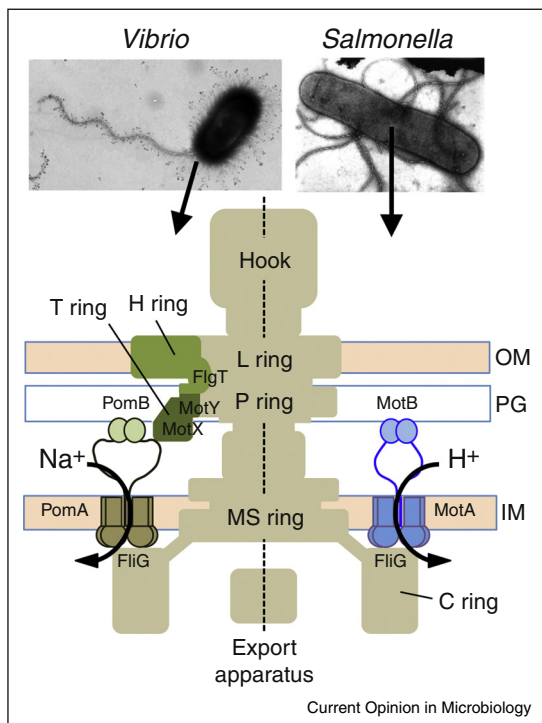 Vibrio
Salmonella
Hook
T ring
H ring
L ring
OM
FlgT
PomB
MotY
P ring
MotB
PG
MotX
Na+
H+
PomA
MS ring
MotA
IM
FliG
FliG
C ring
Export
apparatus
Current Opinion in Microbiology